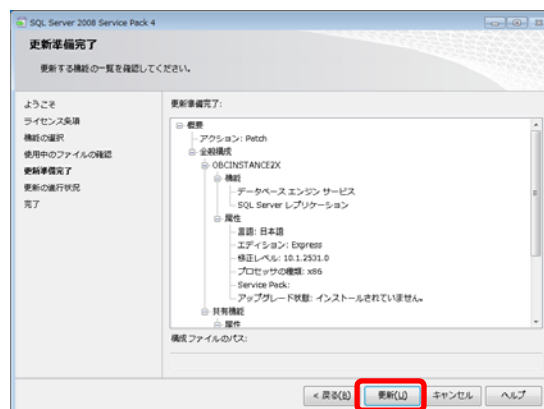 SQL Server 2008 Service Pack 4
更新準備完了
更新する機能の一覧を確認してください。
ようこそ
ライセンス条項
機能の選択
使用中のファイルの確認
更新準備完了
更新の進行状況
完了
更新準備完了:
概要
アクション: Patch
全般構成
OBCINSTANCE2X
機能
データベース エンジン サービス
SQL Server レプリケーション
属性
言語: 日本語
エディション: Express
修正レベル: 10.1.2531.0
プロセッサの種類: x86
Service Pack:
アップグレード状態: インストールされていません。
共有機能
属性
構成ファイルのパス:
< 戻る(B)
更新(U)
キャンセル
ヘルプ